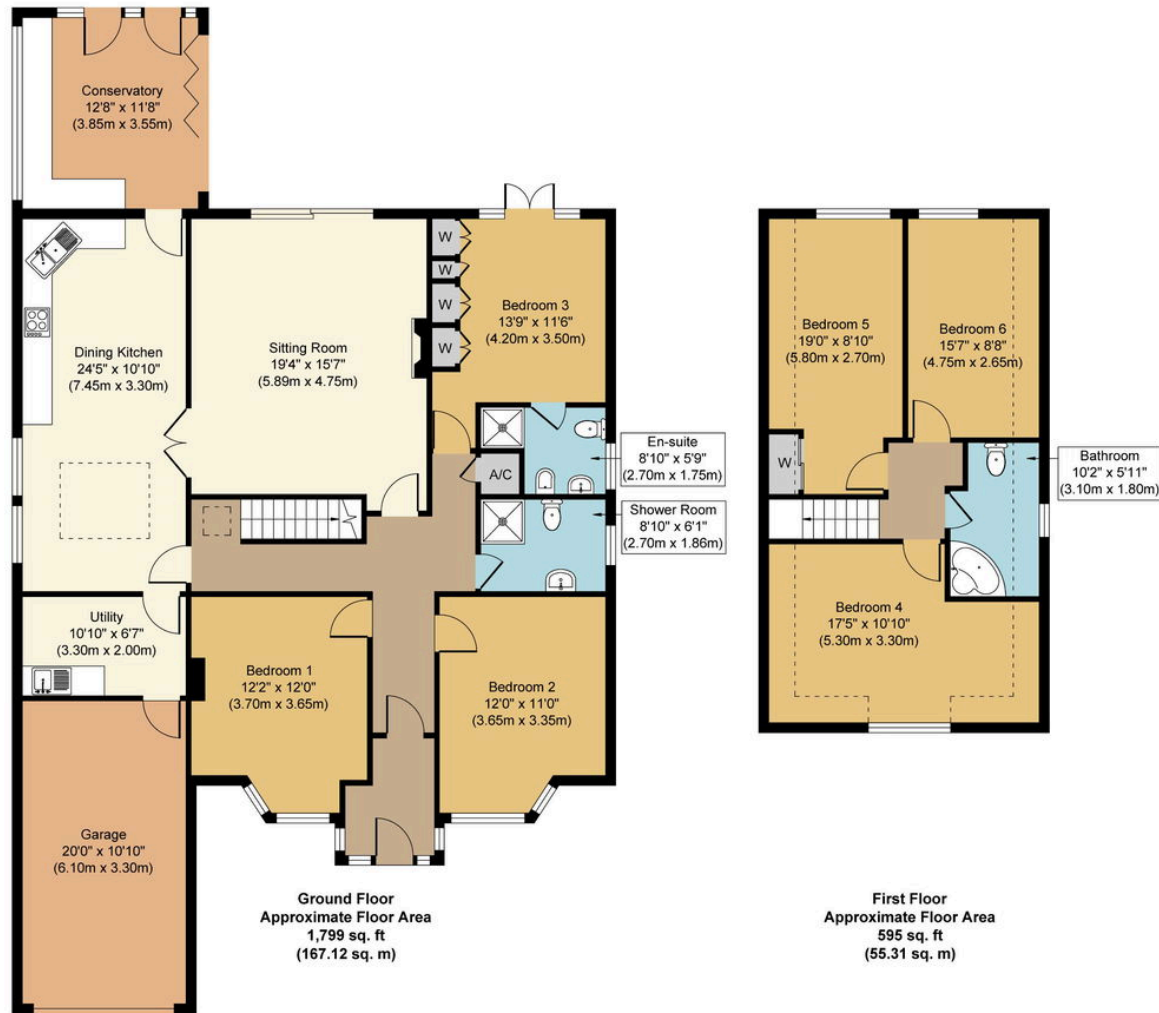 Conservatory
12'8" x 11'8"
(3.85m x 3.55m)
W
W
W
W
Bedroom 3
13'9" x 11'6"
(4.20m x 3.50m)
Dining Kitchen
24'5" x 10'10"
(7.45m x 3.30m)
Sitting Room
19'4" x 15'7"
(5.89m x 4.75m)
En-suite
8'10" x 5'9"
(2.70m x 1.75m)
A/C
Shower Room
8'10" x 6'1"
(2.70m x 1.86m)
Utility
10'10" x 6'7"
(3.30m x 2.00m)
Bedroom 1
12'2" x 12'0"
(3.70m x 3.65m)
Bedroom 2
12'0" x 11'0"
(3.65m x 3.35m)
Garage
20'0" x 10'10"
(6.10m x 3.30m)
Ground Floor
Approximate Floor Area
1,799 sq. ft
(167.12 sq. m)
Bedroom 5
19'0" x 8'10"
(5.80m x 2.70m)
Bedroom 6
15'7" x 8'8"
(4.75m x 2.65m)
W
Bathroom
10'2" x 5'11"
(3.10m x 1.80m)
Bedroom 4
17'5" x 10'10"
(5.30m x 3.30m)
First Floor
Approximate Floor Area
595 sq. ft
(55.31 sq. m)